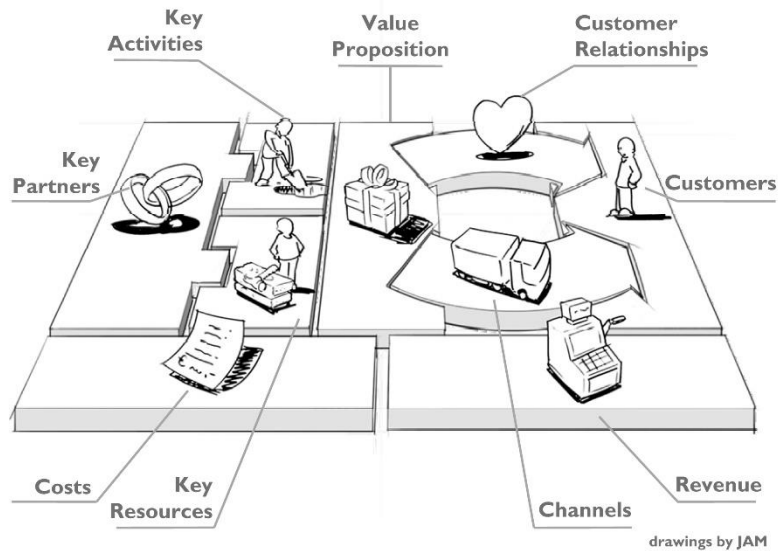 Key
Activities
Value
Proposition
Customer
Relationships
Key
Partners
Customers
Costs
Key
Resources
Channels
Revenue
drawings by JAM